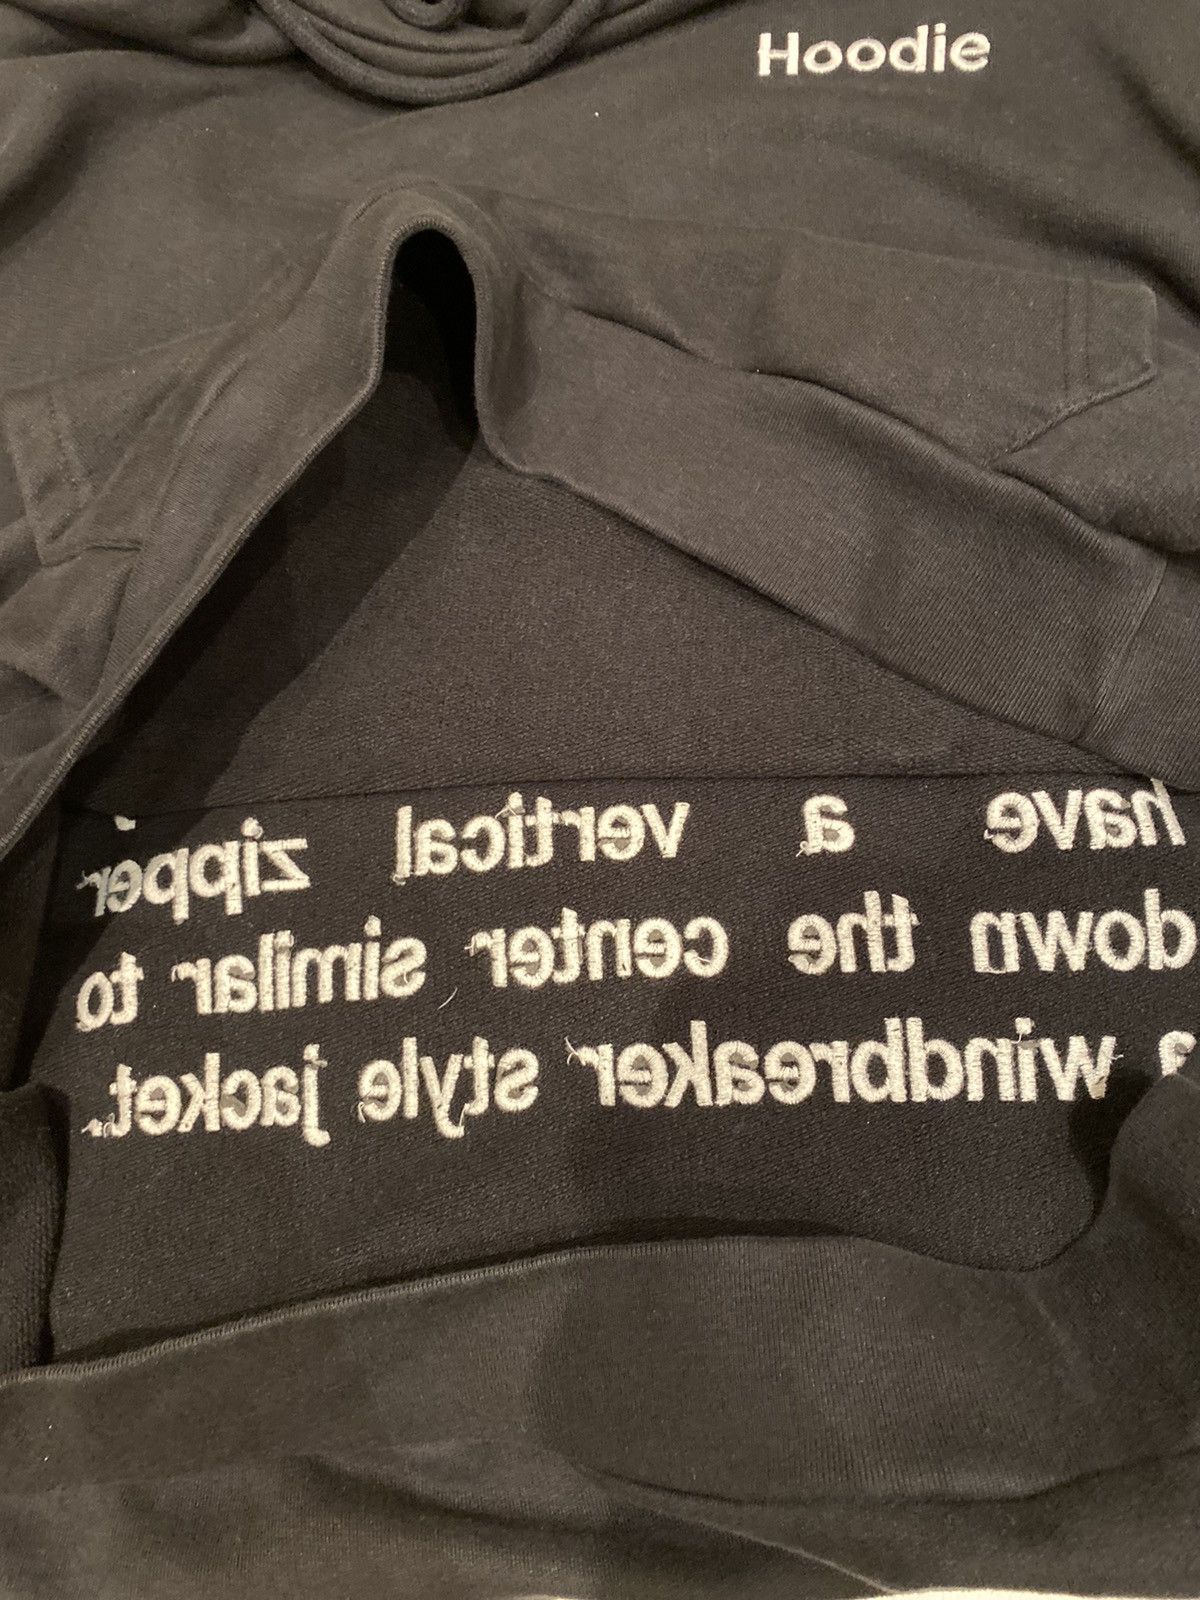 Hoodie
have a vertical zipper
down the center similar to
a windbreaker style jacket.